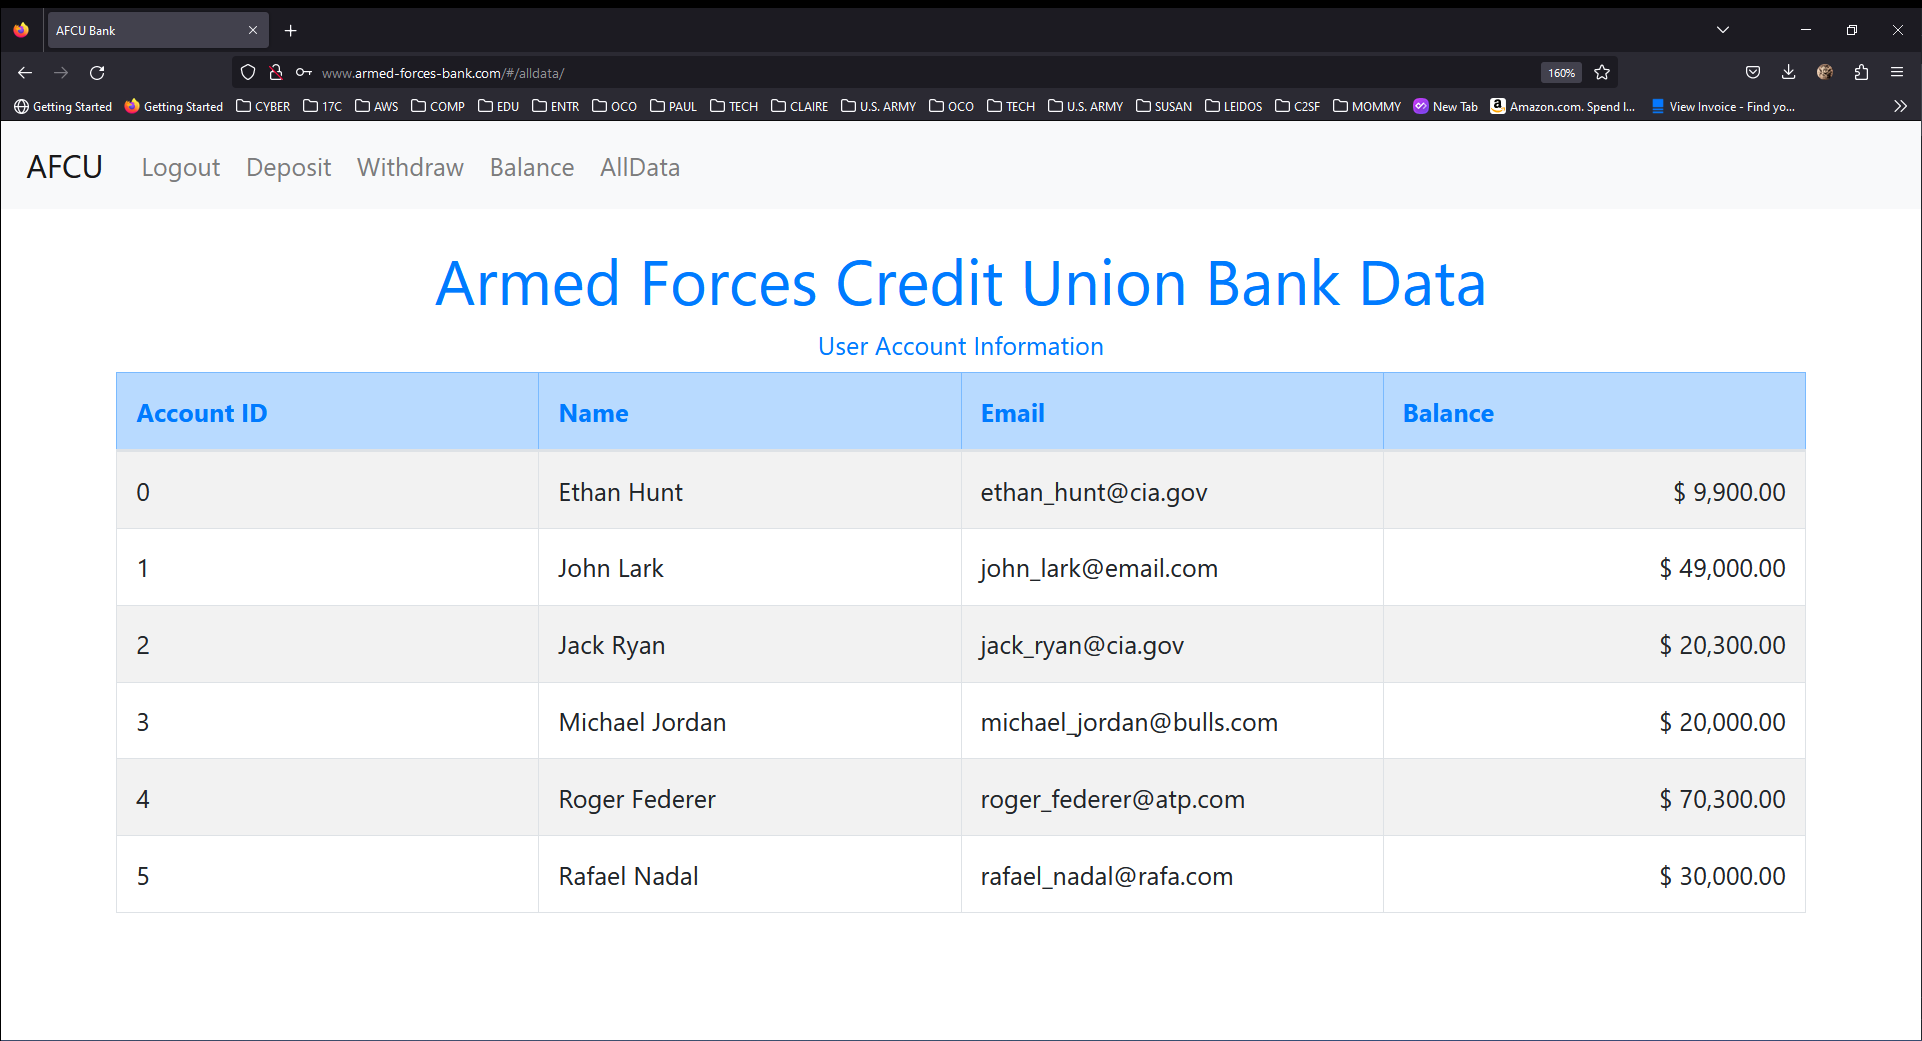 AFCU Bank
www.armed-forces-bank.com/#/alldata/ 160%
Getting Started Getting Started CYBER 17C AWS COMP EDU ENTR OCO PAUL TECH CLAIRE U.S. ARMY OCO TECH U.S. ARMY SUSAN LEIDOS C2SF MOMMY New Tab Amazon.com. Spend l... View Invoice - Find yo...
AFCU Logout Deposit Withdraw Balance AllData
Armed Forces Credit Union Bank Data
User Account Information
Account ID Name Email Balance
0 Ethan Hunt ethan_hunt@cia.gov $ 9,900.00
1 John Lark john_lark@email.com $ 49,000.00
2 Jack Ryan jack_ryan@cia.gov $ 20,300.00
3 Michael Jordan michael_jordan@bulls.com $ 20,000.00
4 Roger Federer roger_federer@atp.com $ 70,300.00
5 Rafael Nadal rafael_nadal@rafa.com $ 30,000.00